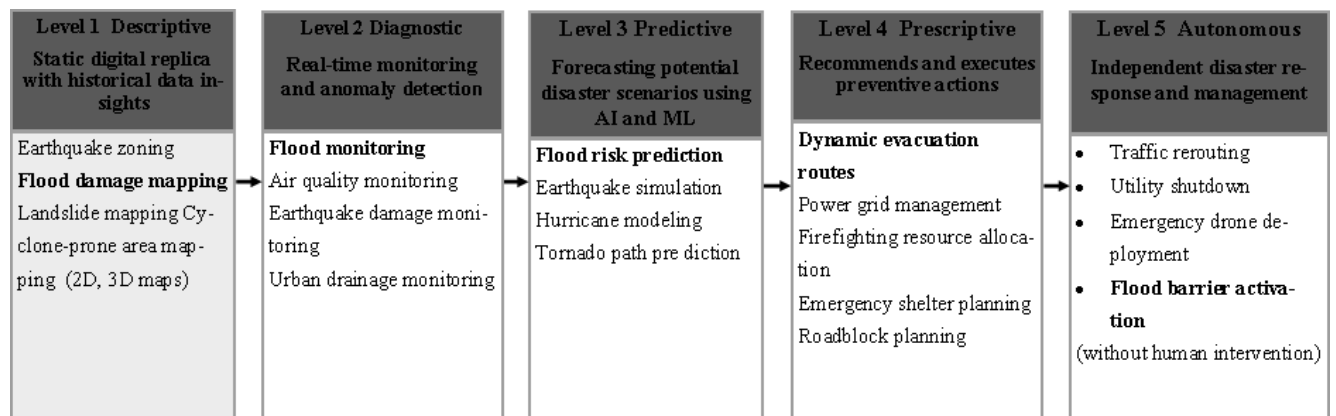 Level 1 Descriptive
Static digital replica
with historical data in-
sights
Earthquake zoning
Flood damage mapping
Landslide mapping Cy-
clone-prone area map-
ping (2D, 3D maps)
Level 2 Diagnostic
Real-time monitoring
and anomaly detection
Flood monitoring
Air quality monitoring
Earthquake damage moni-
toring
Urban drainage monitoring
Level 3 Predictive
Forecasting potential
disaster scenarios using
AI and ML
Flood risk prediction
Earthquake simulation
Hurricane modeling
Tornado path pre diction
Level 4 Prescriptive
Recommends and executes
preventive actions
Dynamic evacuation
routes
Power grid management
Firefighting resource alloca-
tion
Emergency shelter planning
Roadblock planning
Level 5 Autonomous
Independent disaster re-
sponse and management
• Traffic rerouting
• Utility shutdown
• Emergency drone de-
ployment
• Flood barrier activa-
tion
(without human intervention)